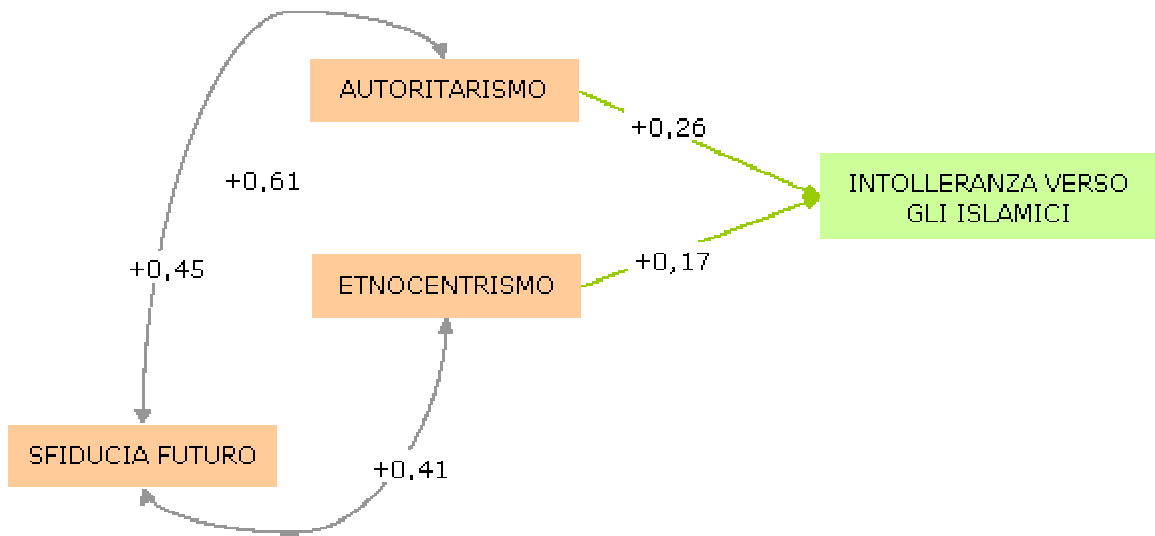 AUTORITARISMO
+0,26
+0,61
INTOLLERANZA VERSO
GLI ISLAMICI
+0,45
+0,17
ETNOCENTRISMO
SFIDUCIA FUTURO
+0,41